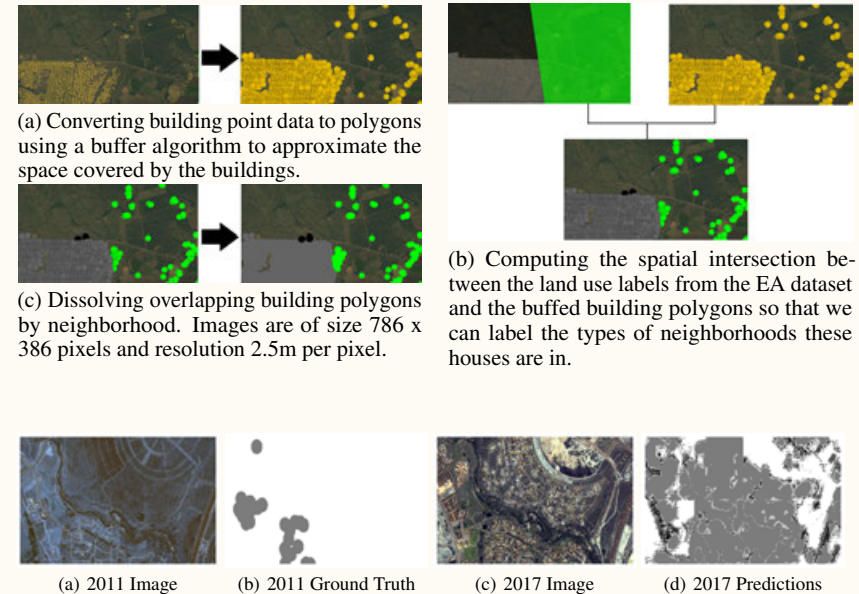 (a) Converting building point data to polygons
using a buffer algorithm to approximate the
space covered by the buildings.
(c) Dissolving overlapping building polygons
by neighborhood. Images are of size 786 x
386 pixels and resolution 2.5m per pixel.
(b) Computing the spatial intersection be-
tween the land use labels from the EA dataset
and the buffed building polygons so that we
can label the types of neighborhoods these
houses are in.
(a) 2011 Image
(b) 2011 Ground Truth
(c) 2017 Image
(d) 2017 Predictions